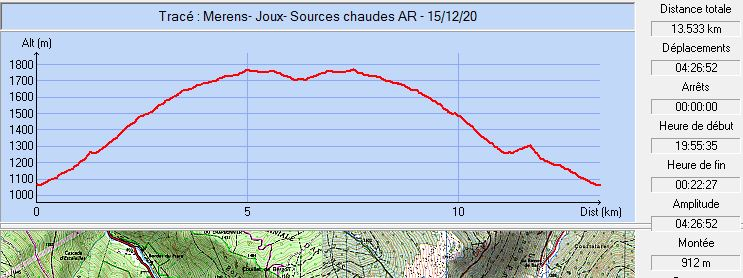 Tracé : Merens- Joux- Sources chaudes AR - 15/12/20
Alt (m)
1800
1700
1600
1500
1400
1300
1200
1100
1000
0
5
10
Dist (km)
Distance totale
13.533 km
Déplacements
04:26:52
Arrêts
00:00:00
Heure de début
19:55:35
Heure de fin
00:22:27
Amplitude
04:26:52
Montée
912 m